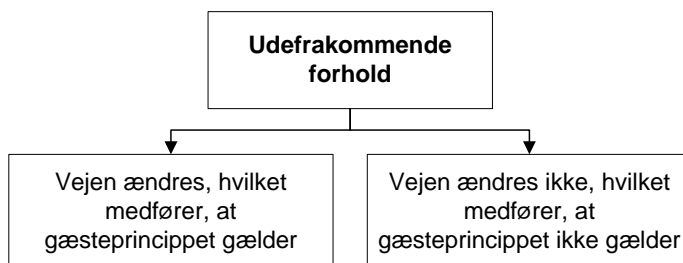 Udefrakommende
forhold
Vejen ændres, hvilket
medfører, at
gæsteprincippet gælder
Vejen ændres ikke, hvilket
medfører, at
gæsteprincippet ikke gælder